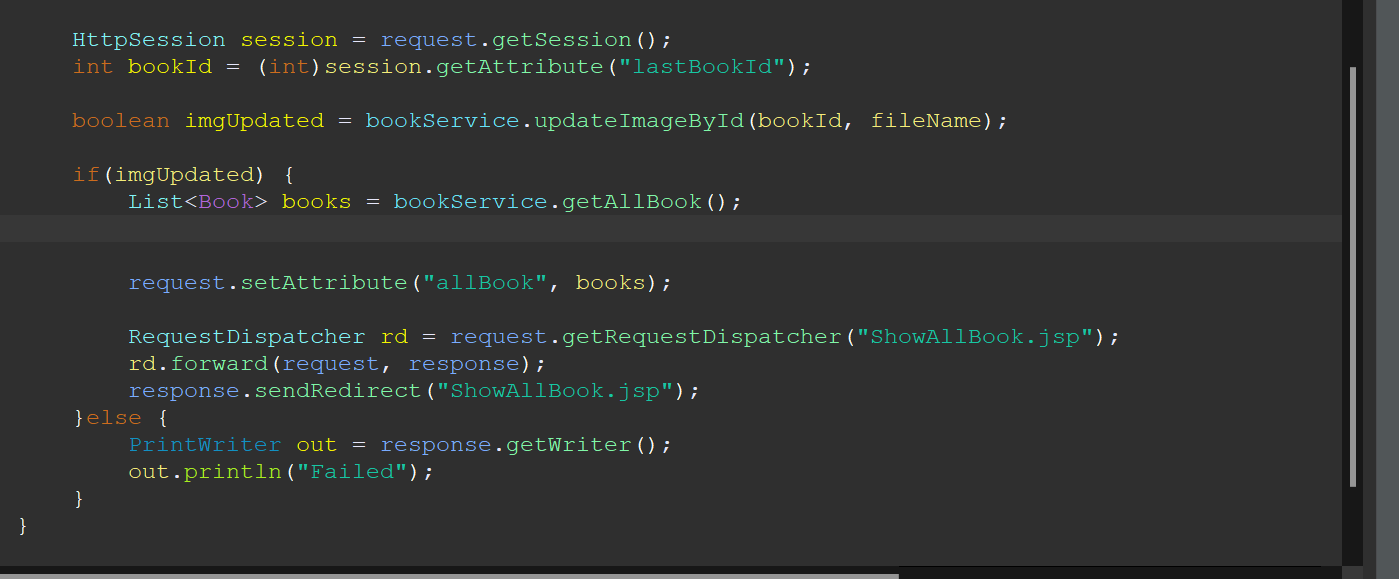 HttpSession session = request.getSession();
int bookId = (int)session.getAttribute("lastBookId");
boolean imgUpdated = bookService.updateImageById(bookId, fileName);
if(imgUpdated) {
List<Book> books = bookService.getAllBook();
request.setAttribute("allBook", books);
RequestDispatcher rd = request.getRequestDispatcher("ShowAllBook.jsp");
rd.forward(request, response);
response.sendRedirect("ShowAllBook.jsp");
}else {
PrintWriter out = response.getWriter();
out.println("Failed");
}
}